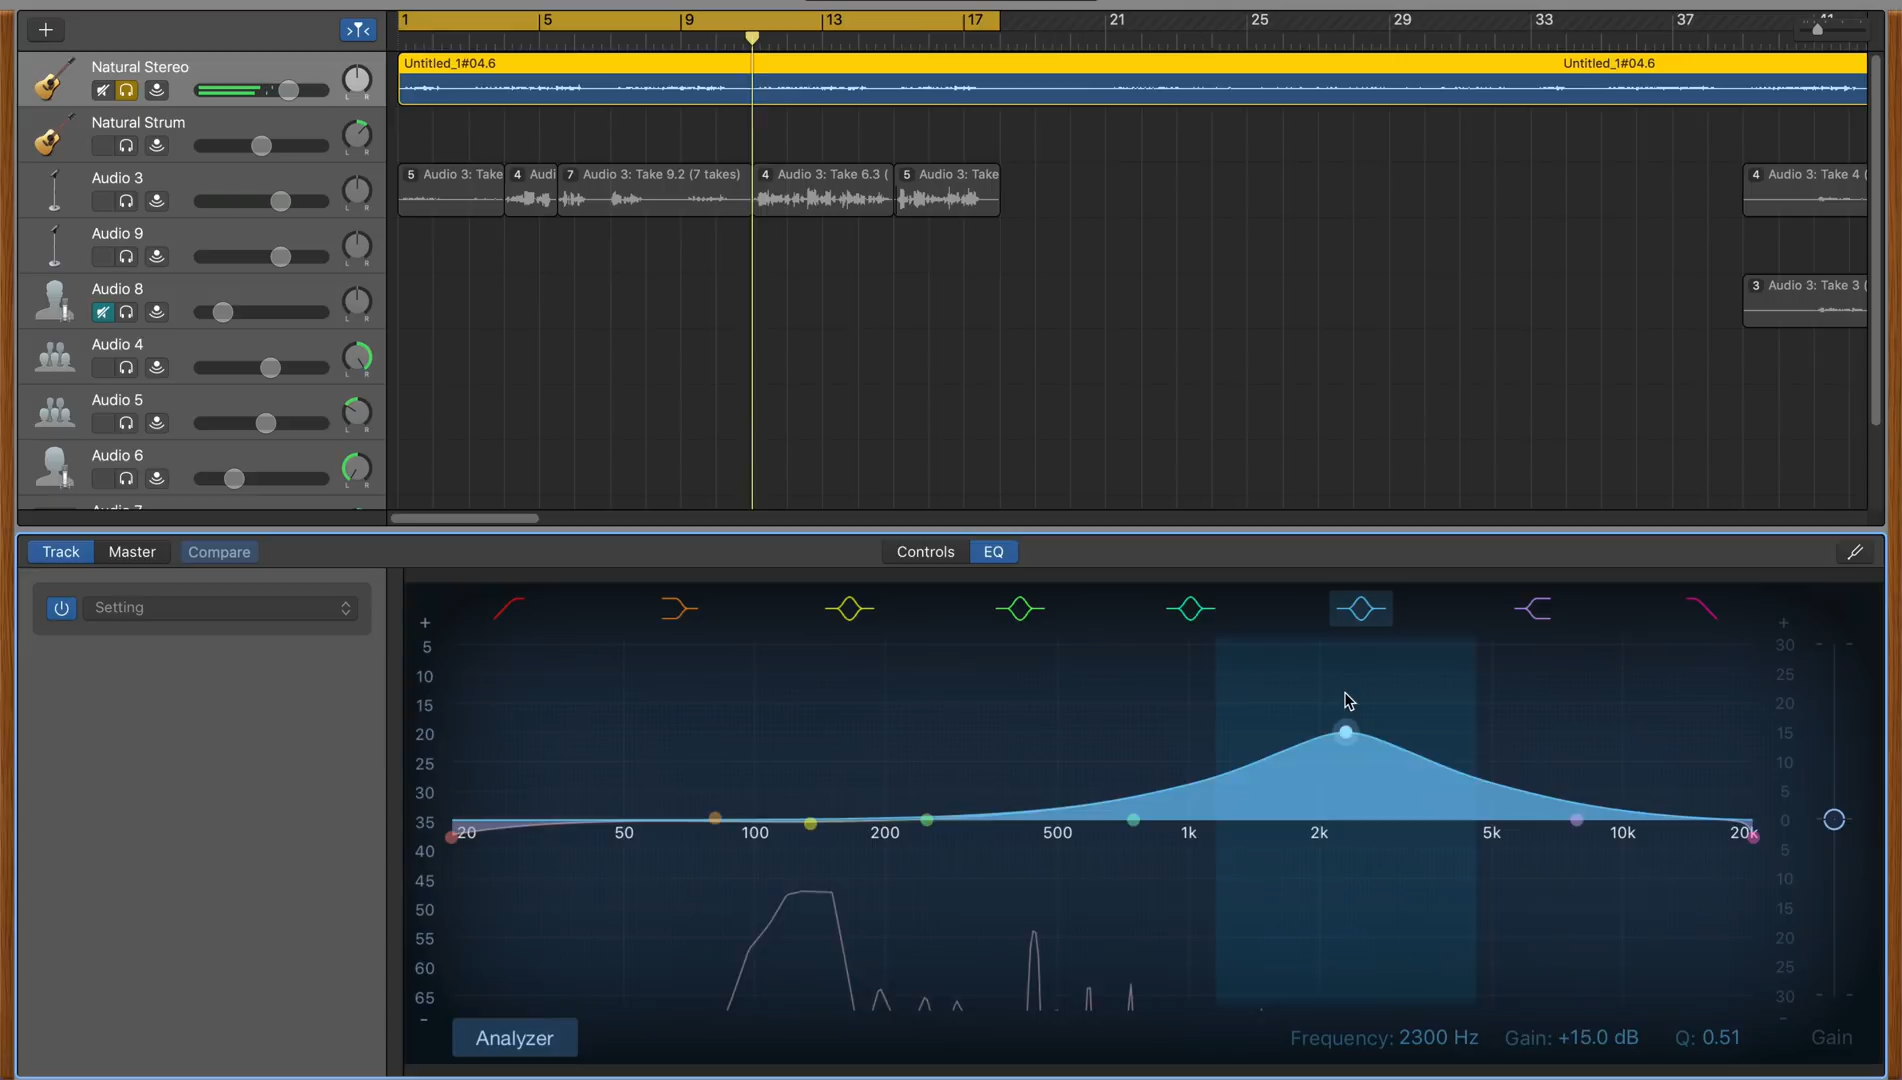 1 5 9 13 17 21 25 29 33 37 41
Natural Stereo
L R
Untitled_1#04.6 Untitled_1#04.6
Natural Strum
L R
Audio 3
L R
5 Audio 3: Take 4 Audi 7 Audio 3: Take 9.2 (7 takes) 4 Audio 3: Take 6.3 ( 5 Audio 3: Take 4 Audio 3: Take 4 (
Audio 9
L R
Audio 8
L R
3 Audio 3: Take 3 (
Audio 4
L R
Audio 5
L R
Audio 6
L R
Audio 7
Track Master Compare Controls EQ
Setting
+ +
5 30
10 25
15 20
20 15
25 10
30 5
35 0
20 50 100 200 500 1k 2k 5k 10k 20k
40 5
45 10
50 15
55 20
60 25
65 30
- -
Analyzer Frequency: 2300 Hz Gain: +15.0 dB Q: 0.51 Gain